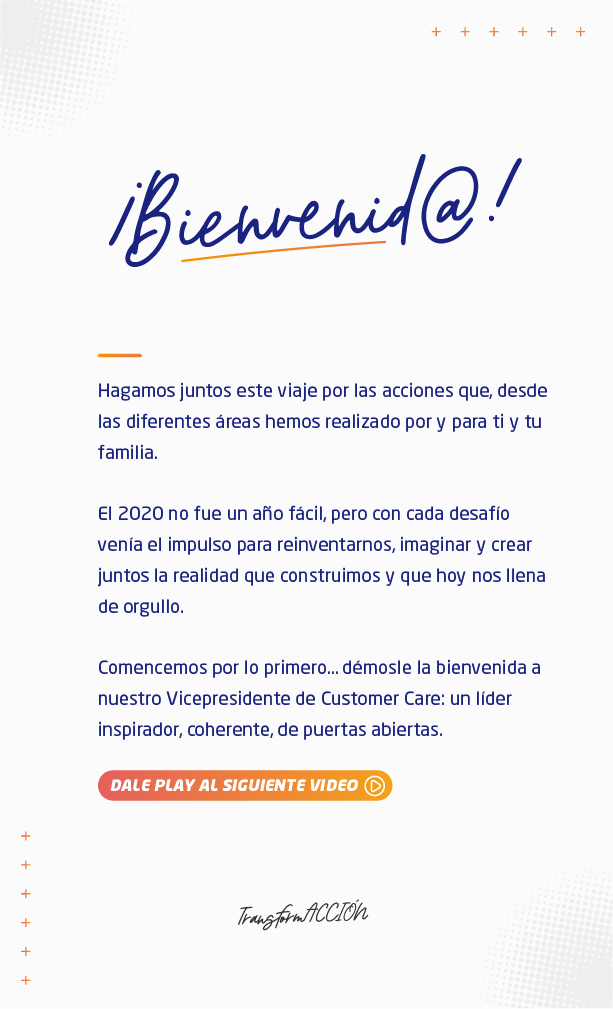 ¡Bienvenid@!
Hagamos juntos este viaje por las acciones que, desde
las diferentes áreas hemos realizado por y para ti y tu
familia.
El 2020 no fue un año fácil, pero con cada desafío
venía el impulso para reinventarnos, imaginar y crear
juntos la realidad que construimos y que hoy nos llena
de orgullo.
Comencemos por lo primero... démosle la bienvenida a
nuestro Vicepresidente de Customer Care: un líder
inspirador, coherente, de puertas abiertas.
DALE PLAY AL SIGUIENTE VIDEO
TransformACCIÓN